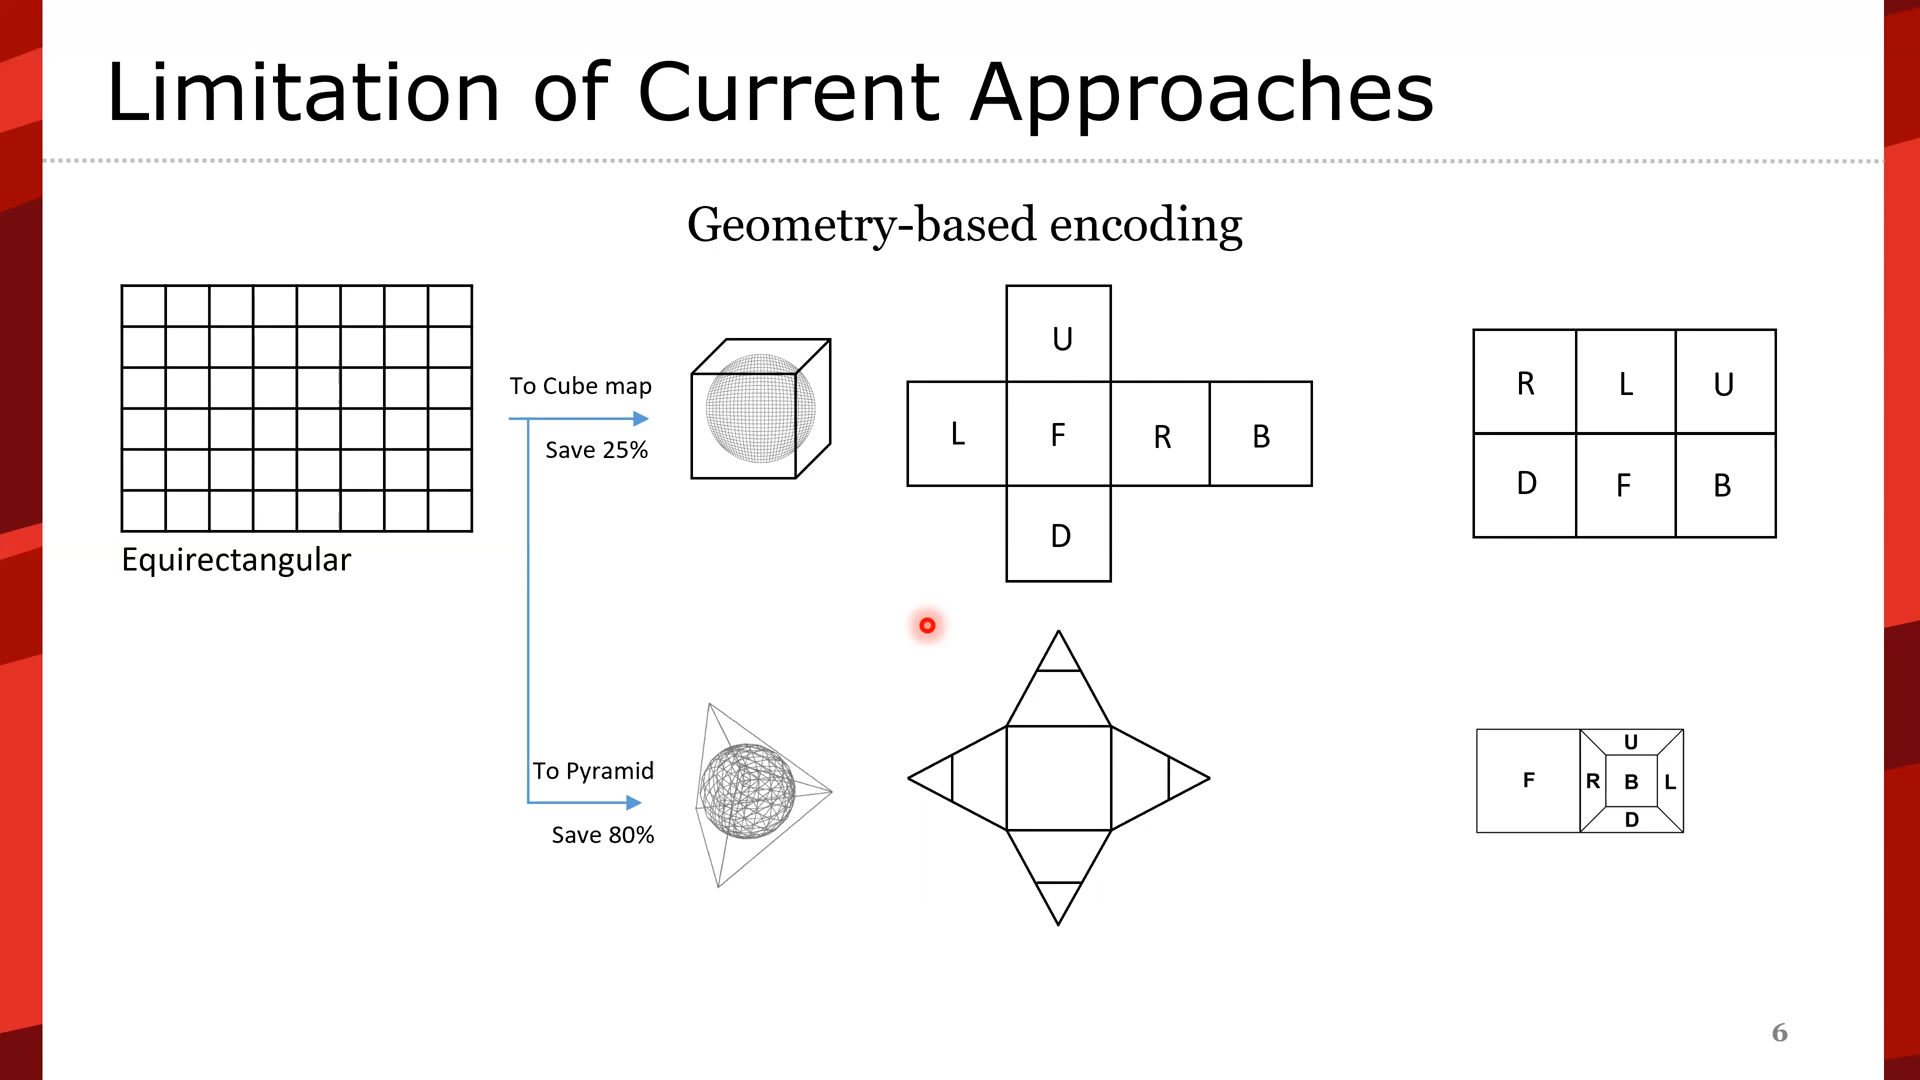 Limitation of Current Approaches
Geometry-based encoding
Equirectangular
To Cube map
Save 25%
U
L F R B
D
R L U
D F B
To Pyramid
Save 80%
F
U
R B L
D
6